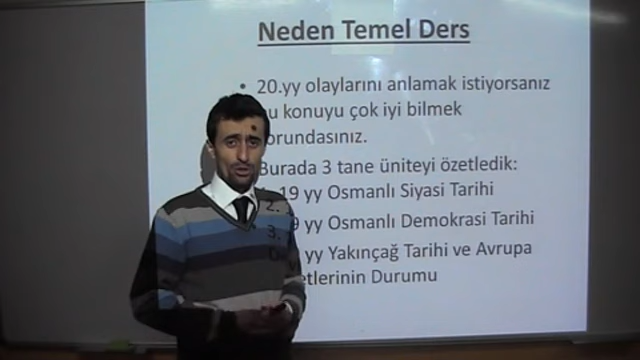 Neden Temel Ders
• 20.yy olaylarını anlamak istiyorsanız
konuyu çok iyi bilmek
Burada 3 tane üniteyi özetledik:
19 yy Osmanlı Siyasi Tarihi
2. yy Osmanlı Demokrasi Tarihi
3. yy Yakınçağ Tarihi ve Avrupa
Durumu